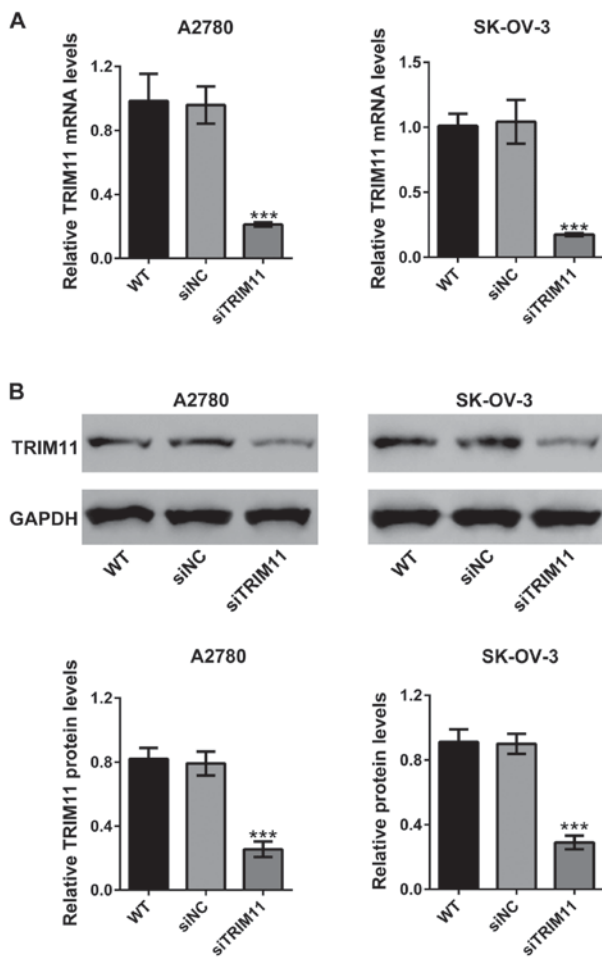 A
A2780
SK-OV-3
Relative TRIM11 mRNA levels
1.2
0.9
0.4
0.0
***
WT
siNC
siTRIM11
Relative TRIM11 mRNA levels
1.5
1.0
0.5
0.0
***
WT
siNC
siTRIM11
B
A2780
SK-OV-3
TRIM11
GAPDH
WT
siNC
siTRIM11
WT
siNC
siTRIM11
A2780
SK-OV-3
Relative TRIM11 protein levels
1.2
0.8
0.4
0.0
***
WT
siNC
siTRIM11
Relative protein levels
1.2
0.8
0.4
0.0
***
WT
siNC
siTRIM11